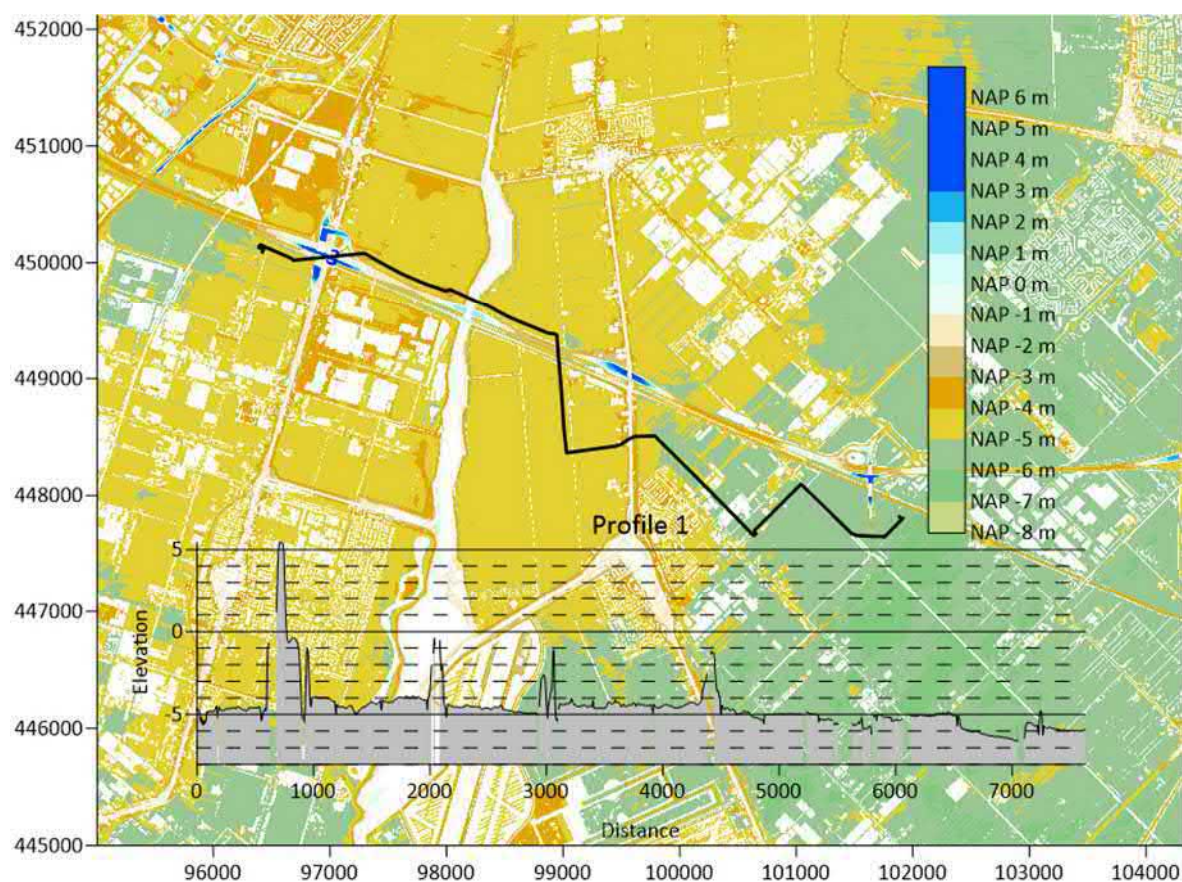 452000
451000
450000
449000
448000
447000
446000
445000
96000 97000 98000 99000 100000 101000 102000 103000 104000
NAP 6 m
NAP 5 m
NAP 4 m
NAP 3 m
NAP 2 m
NAP 1 m
NAP 0 m
NAP -1 m
NAP -2 m
NAP -3 m
NAP -4 m
NAP -5 m
NAP -6 m
NAP -7 m
NAP -8 m
3
Profile 1
5
0
5
Elevation
0 1000 2000 3000 4000 5000 6000 7000
Distance